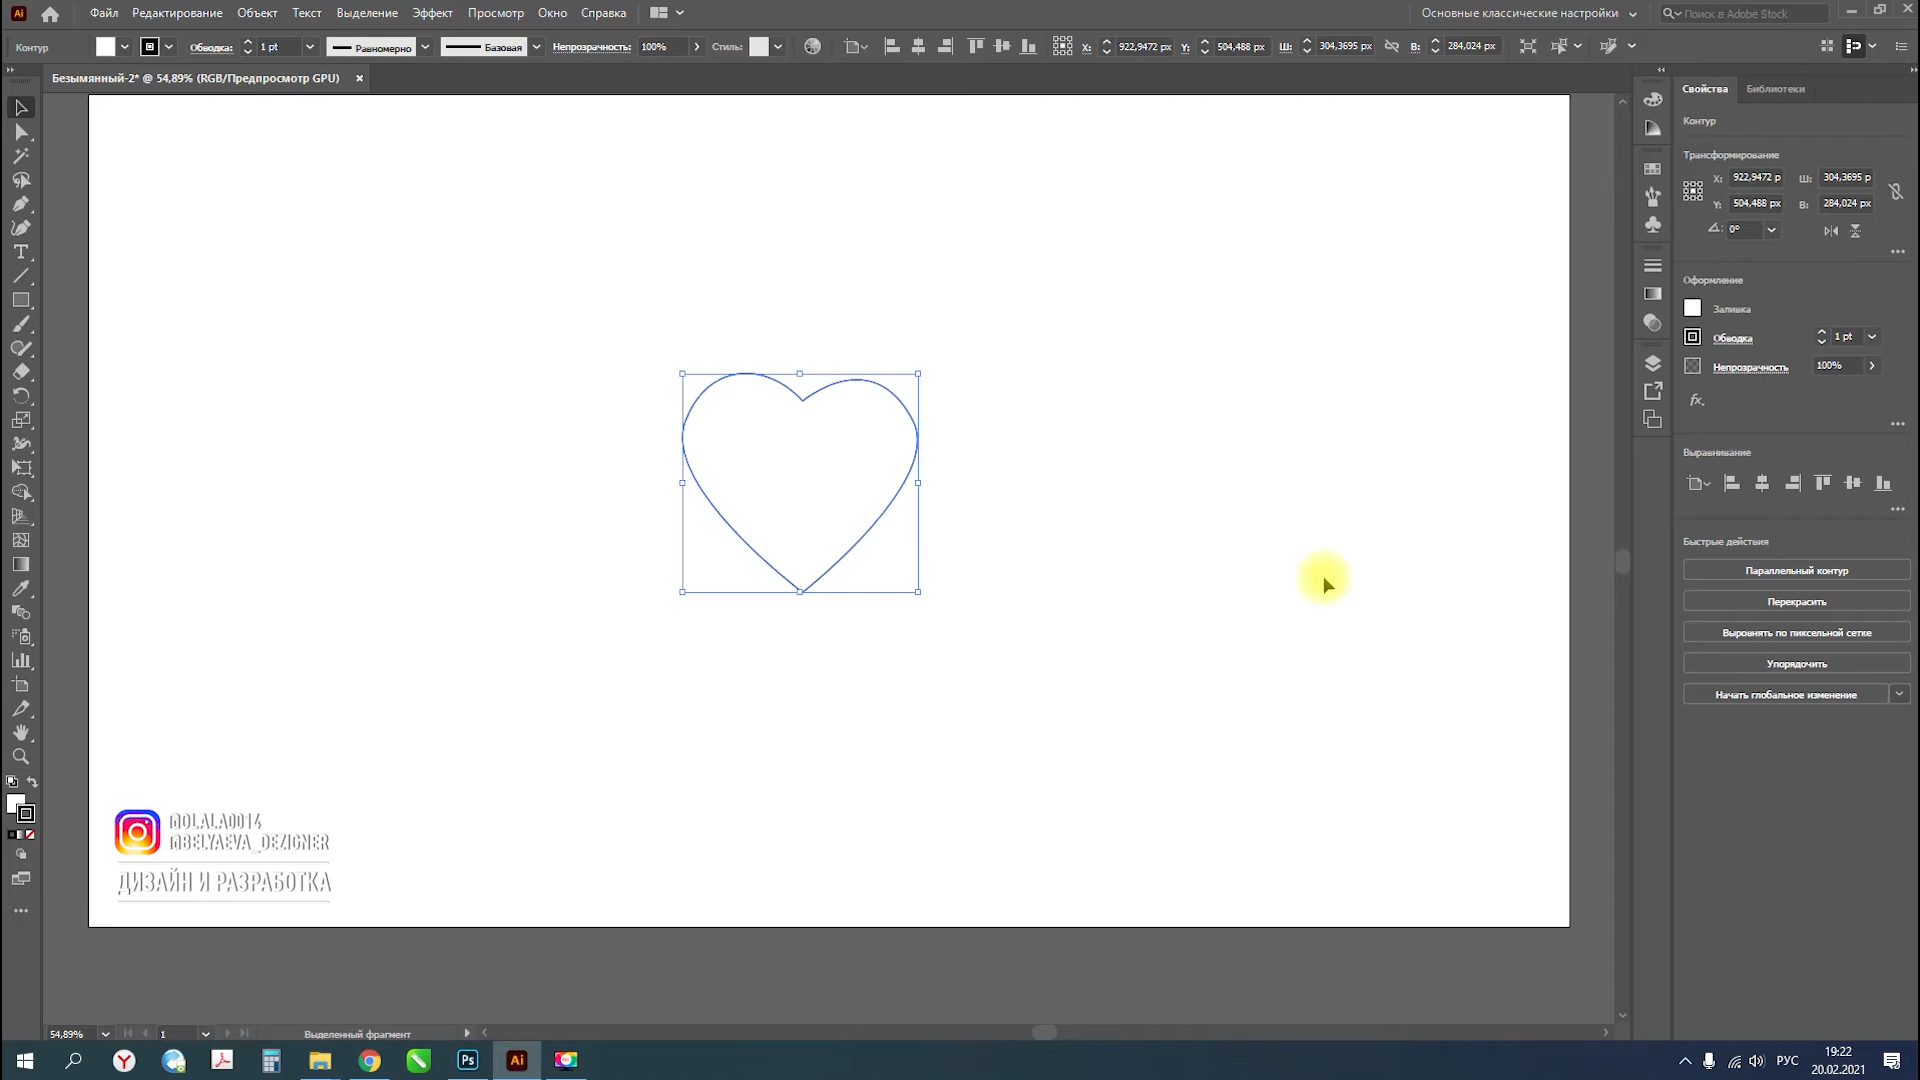 Файл Редактирование Объект Текст Выделение Эффект Просмотр Окно Справка Основные классические настройки Поиск в Adobe Stock
Контур Обводка: 1 pt Равномерно Базовая Непрозрачность: 100% Стиль: X: 922,9472 px Y: 504,488 px Ш: 304,3695 px В: 284,024 px
Безымянный-2* @ 54,89% (RGB/Предпросмотр GPU)
Свойства Библиотеки
Контур
Трансформирование
X: 922,9472 p Ш: 304,3695 p
Y: 504,488 px В: 284,024 px
0°
Оформление
Заливка
Обводка 1 pt
Непрозрачность 100%
fx.
Выравнивание
Быстрые действия
Параллельный контур
Перекрасить
Выровнять по пиксельной сетке
Упорядочить
Начать глобальное изменение
@OLALA0014
@BELYAEVA_DEZIGNER
ДИЗАЙН И РАЗРАБОТКА
54,89% 1 Выделенный фрагмент
Ps Ai РУС 19:22
20.02.2021